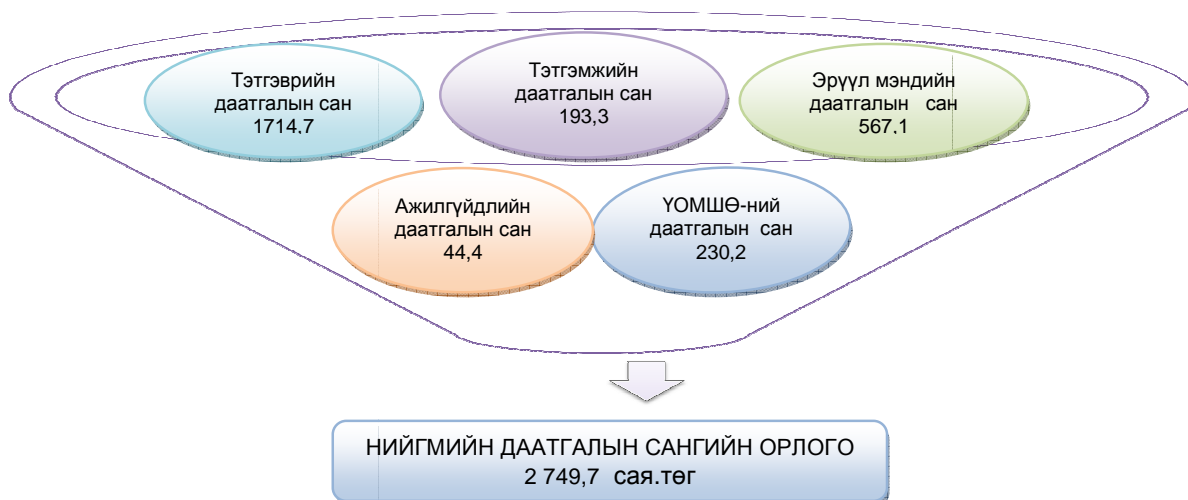 Тэтгэврийн
даатгалын сан
1714,7
Тэтгэмжийн
даатгалын сан
193,3
Эрүүл мэндийн
даатгалын сан
567,1
Ажилгүйдлийн
даатгалын сан
44,4
ҮОМШӨ-ний
даатгалын сан
230,2
НИЙГМИЙН ДААТГАЛЫН САНГИЙН ОРЛОГО
2 749,7 сая.төг